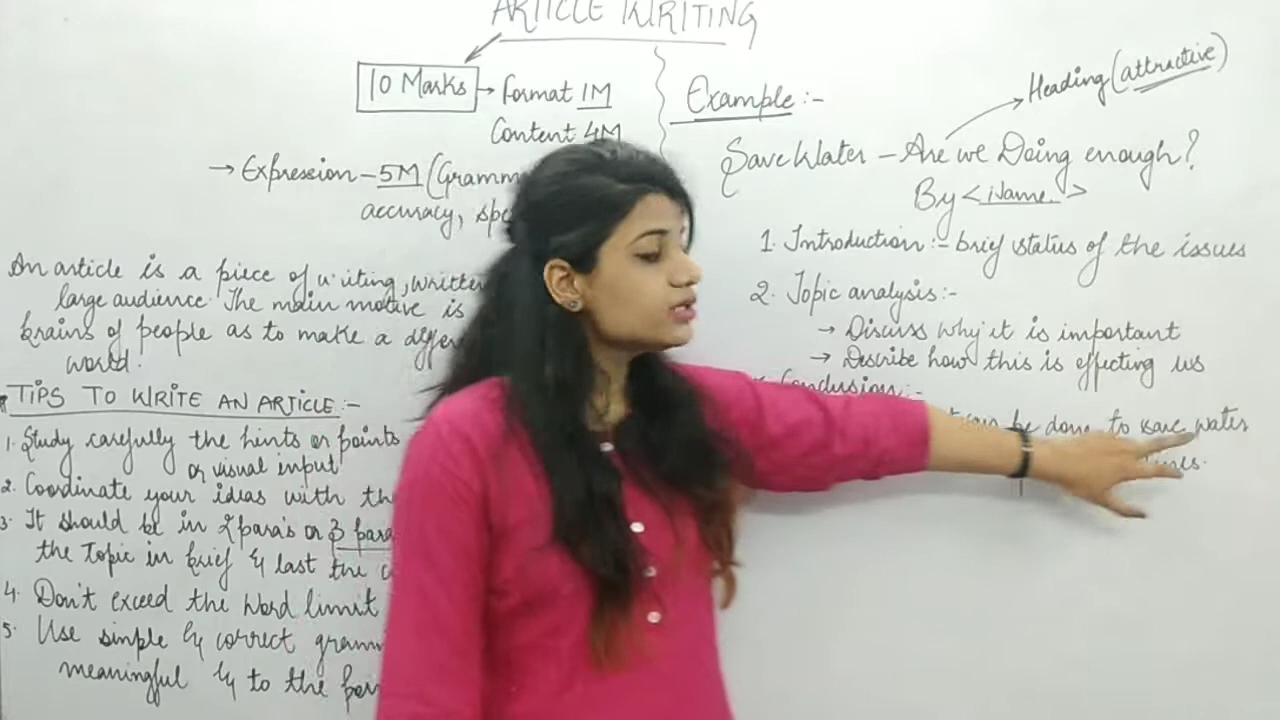 ARTICLE WRITING
10 Marks → Format 1M
Content 4M
→ Expression - 5M (Gramm
accuracy, spe
An article is a piece of writing, written
large audience. The main motive is
brains of people as to make a differ
world.
TIPS TO WRITE AN ARTICLE:-
1. Study carefully the hints or points
or visual input
2. Coordinate your ideas with th
3. It should be in 2 para's or 3 para
the topic in brief & last the c
4. Don't exceed the word limit
5. Use simple & correct gramm
meaningful & to the
Example:-
Heading (attractive)
Save Water - Are we Doing enough?
By <Name>
1. Introduction:- brief status of the issues
2. Topic analysis:-
→ Discuss why it is important
→ Describe how this is effecting us
Conclusion:-
can be done to save water